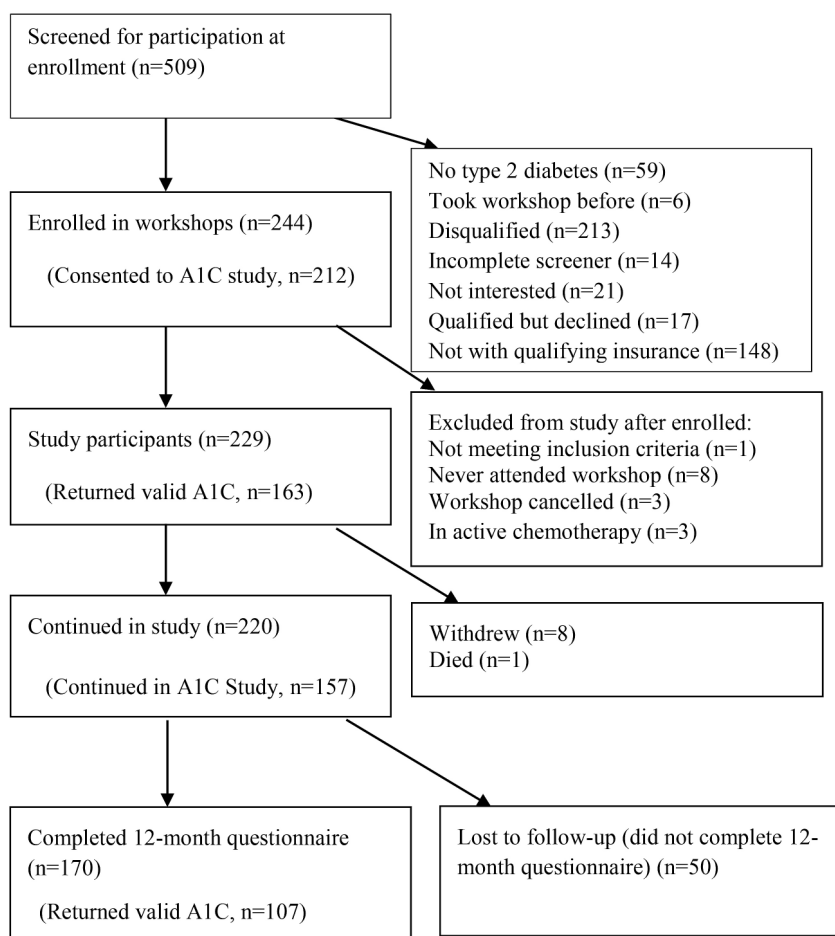 Screened for participation at
enrollment (n=509)
No type 2 diabetes (n=59)
Took workshop before (n=6)
Disqualified (n=213)
Incomplete screener (n=14)
Not interested (n=21)
Qualified but declined (n=17)
Not with qualifying insurance (n=148)
Enrolled in workshops (n=244)
(Consented to A1C study, n=212)
Excluded from study after enrolled:
Not meeting inclusion criteria (n=1)
Never attended workshop (n=8)
Workshop cancelled (n=3)
In active chemotherapy (n=3)
Study participants (n=229)
(Returned valid A1C, n=163)
Withdrew (n=8)
Died (n=1)
Continued in study (n=220)
(Continued in A1C Study, n=157)
Completed 12-month questionnaire
(n=170)
(Returned valid A1C, n=107)
Lost to follow-up (did not complete 12-
month questionnaire) (n=50)